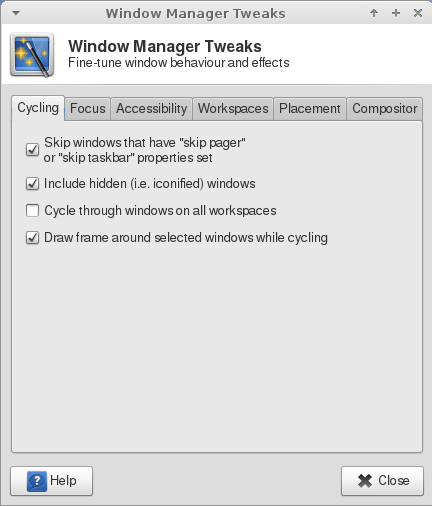 Window Manager Tweaks
Window Manager Tweaks
Fine-tune window behaviour and effects
Cycling Focus Accessibility Workspaces Placement Compositor
Skip windows that have "skip pager"
or "skip taskbar" properties set
Include hidden (i.e. iconified) windows
Cycle through windows on all workspaces
Draw frame around selected windows while cycling
Help Close